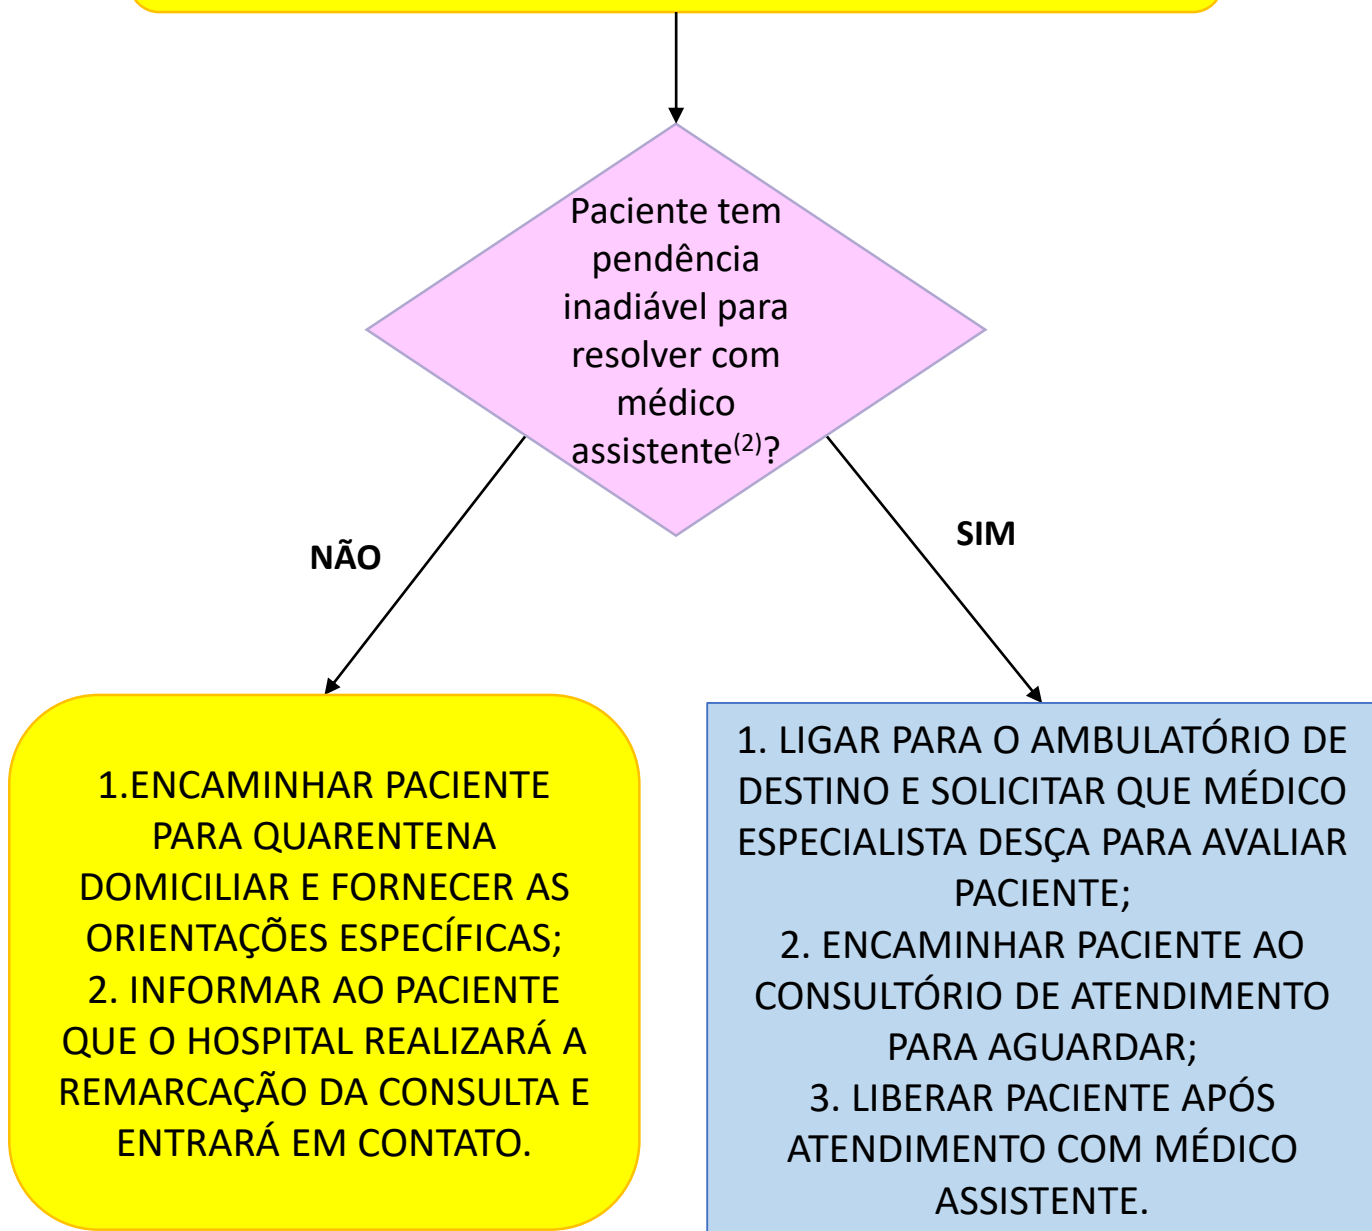 Paciente tem
pendência
inadiável para
resolver com
médico
assistente⁽²⁾?
NÃO
SIM
1.ENCAMINHAR PACIENTE
PARA QUARENTENA
DOMICILIAR E FORNECER AS
ORIENTAÇÕES ESPECÍFICAS;
2. INFORMAR AO PACIENTE
QUE O HOSPITAL REALIZARÁ A
REMARCAÇÃO DA CONSULTA E
ENTRARÁ EM CONTATO.
1. LIGAR PARA O AMBULATÓRIO DE
DESTINO E SOLICITAR QUE MÉDICO
ESPECIALISTA DESÇA PARA AVALIAR
PACIENTE;
2. ENCAMINHAR PACIENTE AO
CONSULTÓRIO DE ATENDIMENTO
PARA AGUARDAR;
3. LIBERAR PACIENTE APÓS
ATENDIMENTO COM MÉDICO
ASSISTENTE.